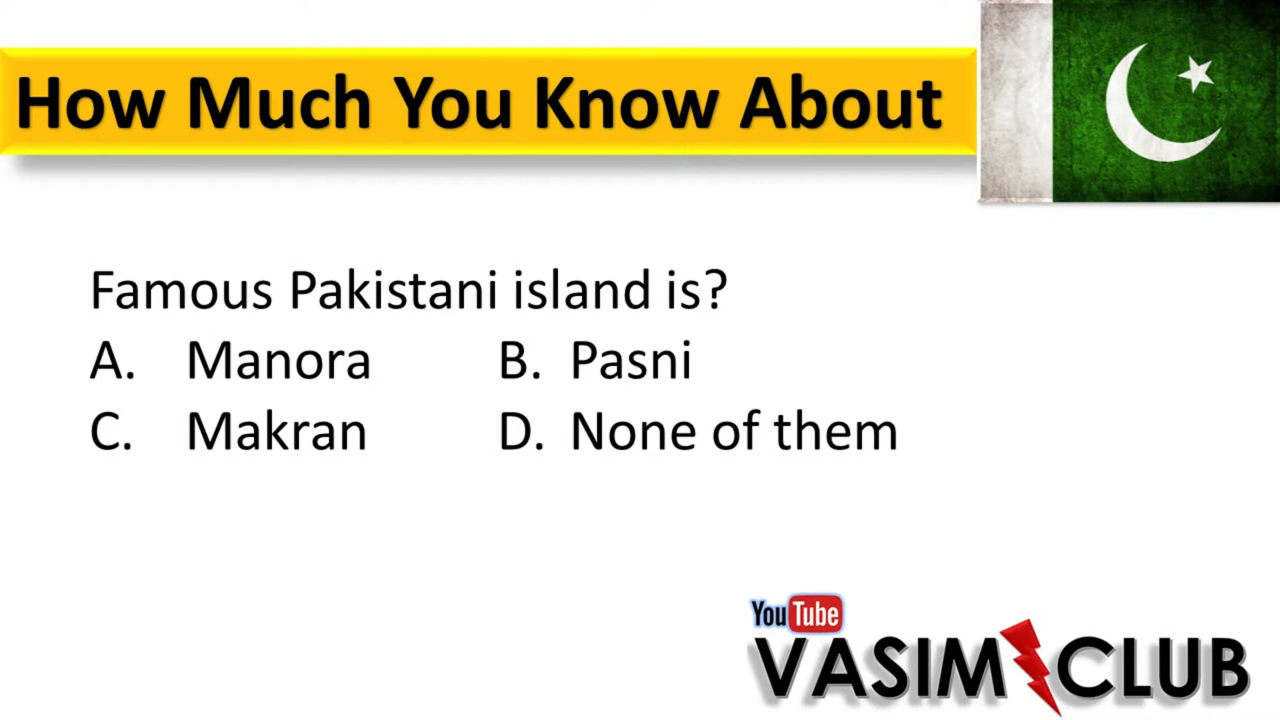 How Much You Know About
Famous Pakistani island is?
A. Manora B. Pasni
C. Makran D. None of them
YouTube
VASIM CLUB